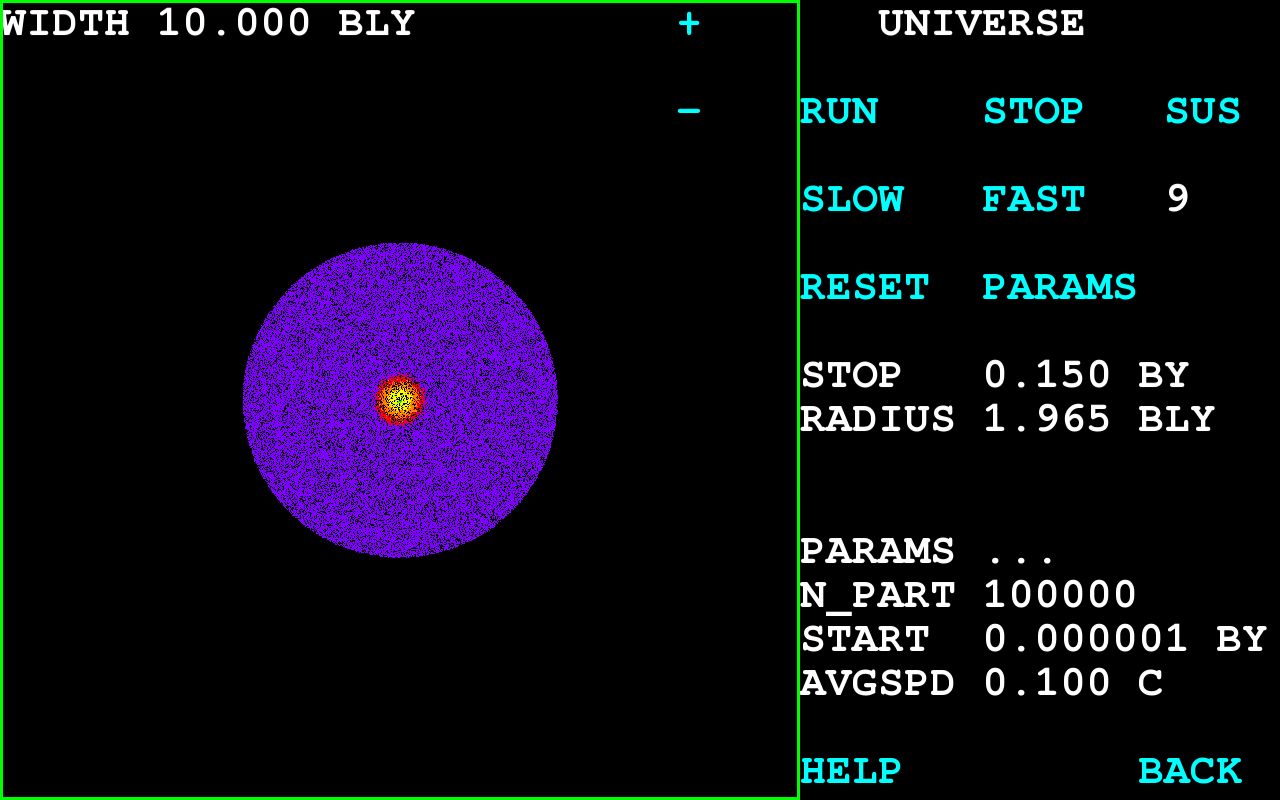 WIDTH 10.000 BLY + UNIVERSE
- RUN STOP SUS
SLOW FAST 9
RESET PARAMS
STOP 0.150 BY
RADIUS 1.965 BLY
PARAMS ...
N_PART 100000
START 0.000001 BY
AVGSPD 0.100 C
HELP BACK